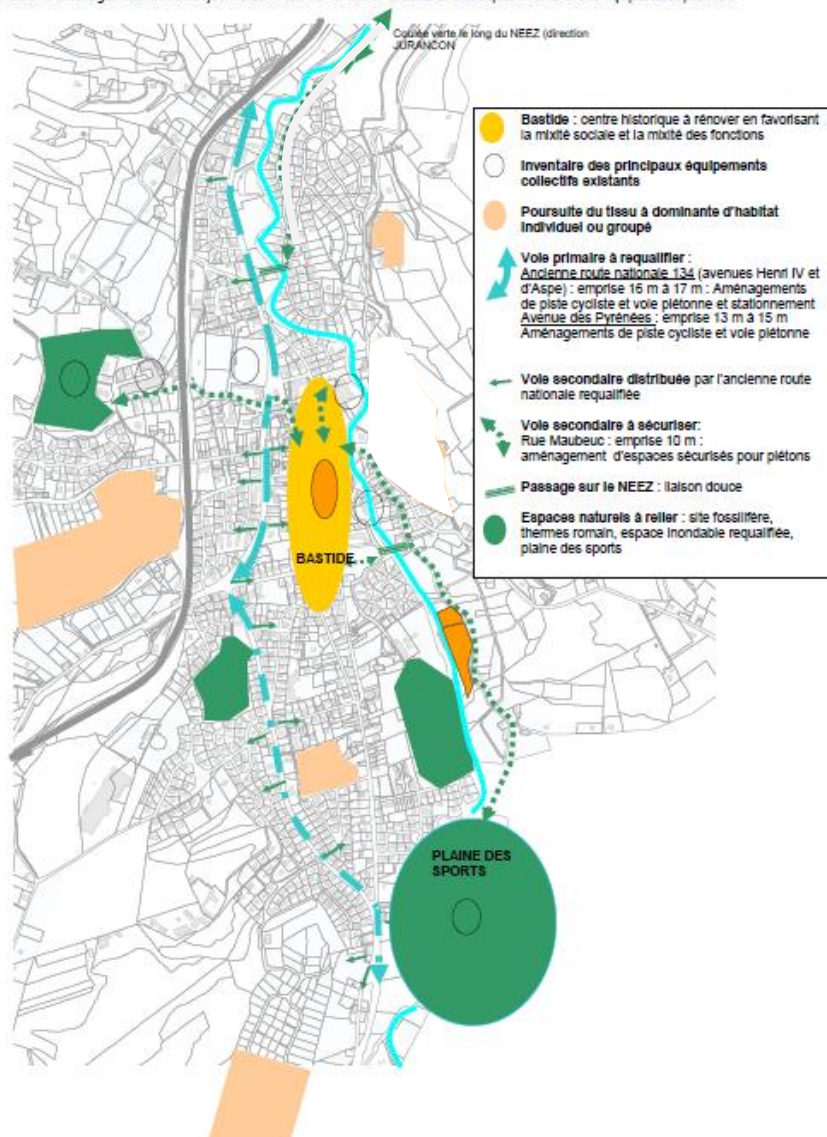 Coulée verte le long du NEEZ (direction
JURANCON
Bastide : centre historique à rénover en favorisant
la mixité sociale et la mixité des fonctions
Inventaire des principaux équipements
collectifs existants
Poursuite du tissu à dominante d'habitat
individuel ou groupé
Voie primaire à requalifier :
Ancienne route nationale 134 (avenues Henri IV et
d'Aspe) : emprise 16 m à 17 m : Aménagements
de piste cycliste et voie piétonne et stationnement
Avenue des Pyrénées : emprise 13 m à 15 m
Aménagements de piste cycliste et voie piétonne
Voie secondaire distribuée par l'ancienne route
nationale requalifiée
Voie secondaire à sécuriser:
Rue Maubeuc : emprise 10 m :
aménagement d'espaces sécurisés pour piétons
Passage sur le NEEZ : liaison douce
Espaces naturels à relier : site fossilifère,
thermes romain, espace inondable requalifiée,
plaine des sports
BASTIDE
PLAINE DES
SPORTS